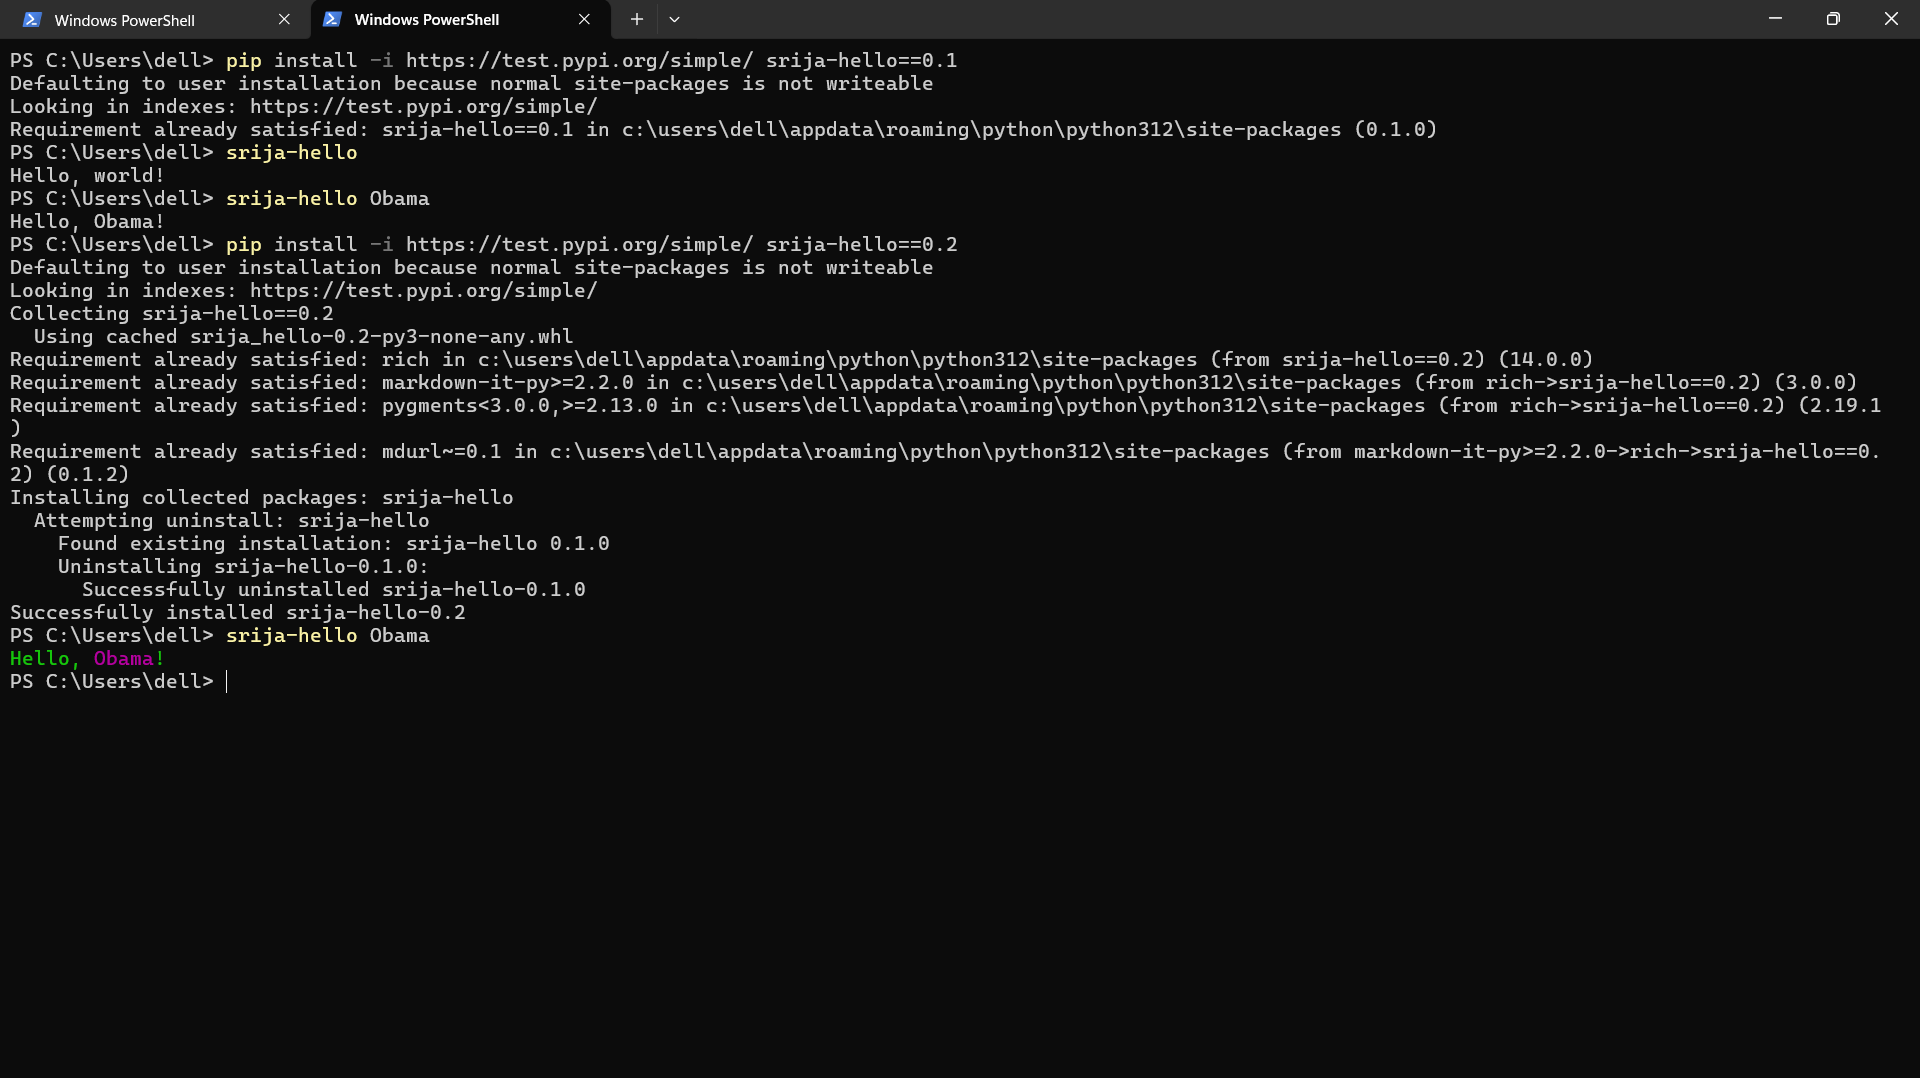 Windows PowerShell
Windows PowerShell
PS C:\Users\dell> pip install -i https://test.pypi.org/simple/ srija-hello==0.1
Defaulting to user installation because normal site-packages is not writeable
Looking in indexes: https://test.pypi.org/simple/
Requirement already satisfied: srija-hello==0.1 in c:\users\dell\appdata\roaming\python\python312\site-packages (0.1.0)
PS C:\Users\dell> srija-hello
Hello, world!
PS C:\Users\dell> srija-hello Obama
Hello, Obama!
PS C:\Users\dell> pip install -i https://test.pypi.org/simple/ srija-hello==0.2
Defaulting to user installation because normal site-packages is not writeable
Looking in indexes: https://test.pypi.org/simple/
Collecting srija-hello==0.2
  Using cached srija_hello-0.2-py3-none-any.whl
Requirement already satisfied: rich in c:\users\dell\appdata\roaming\python\python312\site-packages (from srija-hello==0.2) (14.0.0)
Requirement already satisfied: markdown-it-py>=2.2.0 in c:\users\dell\appdata\roaming\python\python312\site-packages (from rich->srija-hello==0.2) (3.0.0)
Requirement already satisfied: pygments<3.0.0,>=2.13.0 in c:\users\dell\appdata\roaming\python\python312\site-packages (from rich->srija-hello==0.2) (2.19.1
)
Requirement already satisfied: mdurl~=0.1 in c:\users\dell\appdata\roaming\python\python312\site-packages (from markdown-it-py>=2.2.0->rich->srija-hello==0.
2) (0.1.2)
Installing collected packages: srija-hello
  Attempting uninstall: srija-hello
    Found existing installation: srija-hello 0.1.0
    Uninstalling srija-hello-0.1.0:
      Successfully uninstalled srija-hello-0.1.0
Successfully installed srija-hello-0.2
PS C:\Users\dell> srija-hello Obama
Hello, Obama!
PS C:\Users\dell>